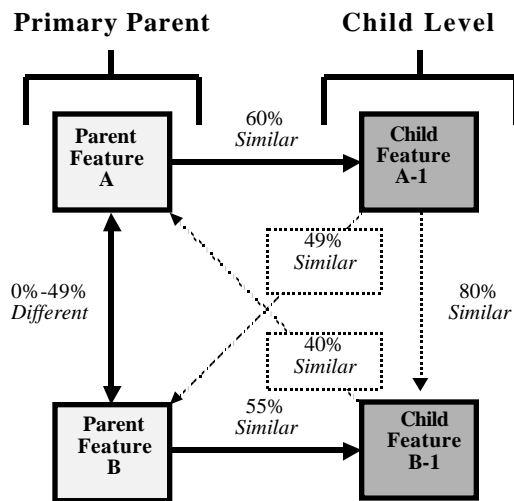 Primary Parent
Child Level
Parent
Feature
A
60%
Similar
Child
Feature
A-1
49%
Similar
0%-49%
Different
80%
Similar
40%
Similar
Parent
Feature
B
55%
Similar
Child
Feature
B-1